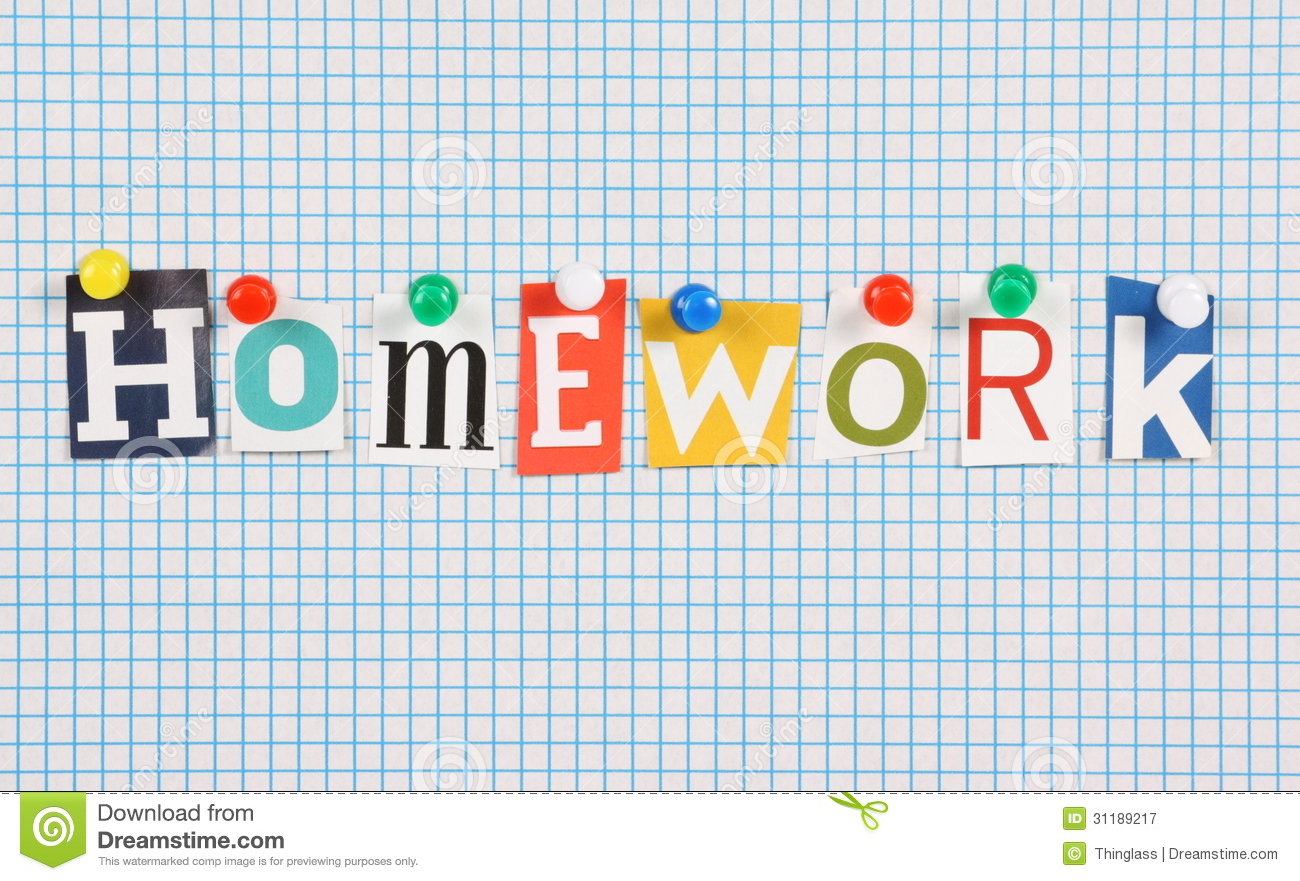 HOmEWORk
Download from
Dreamstime.com
This watermarked comp image is for previewing purposes only.
ID 31189217
© Thinglass | Dreamstime.com
dreamstime